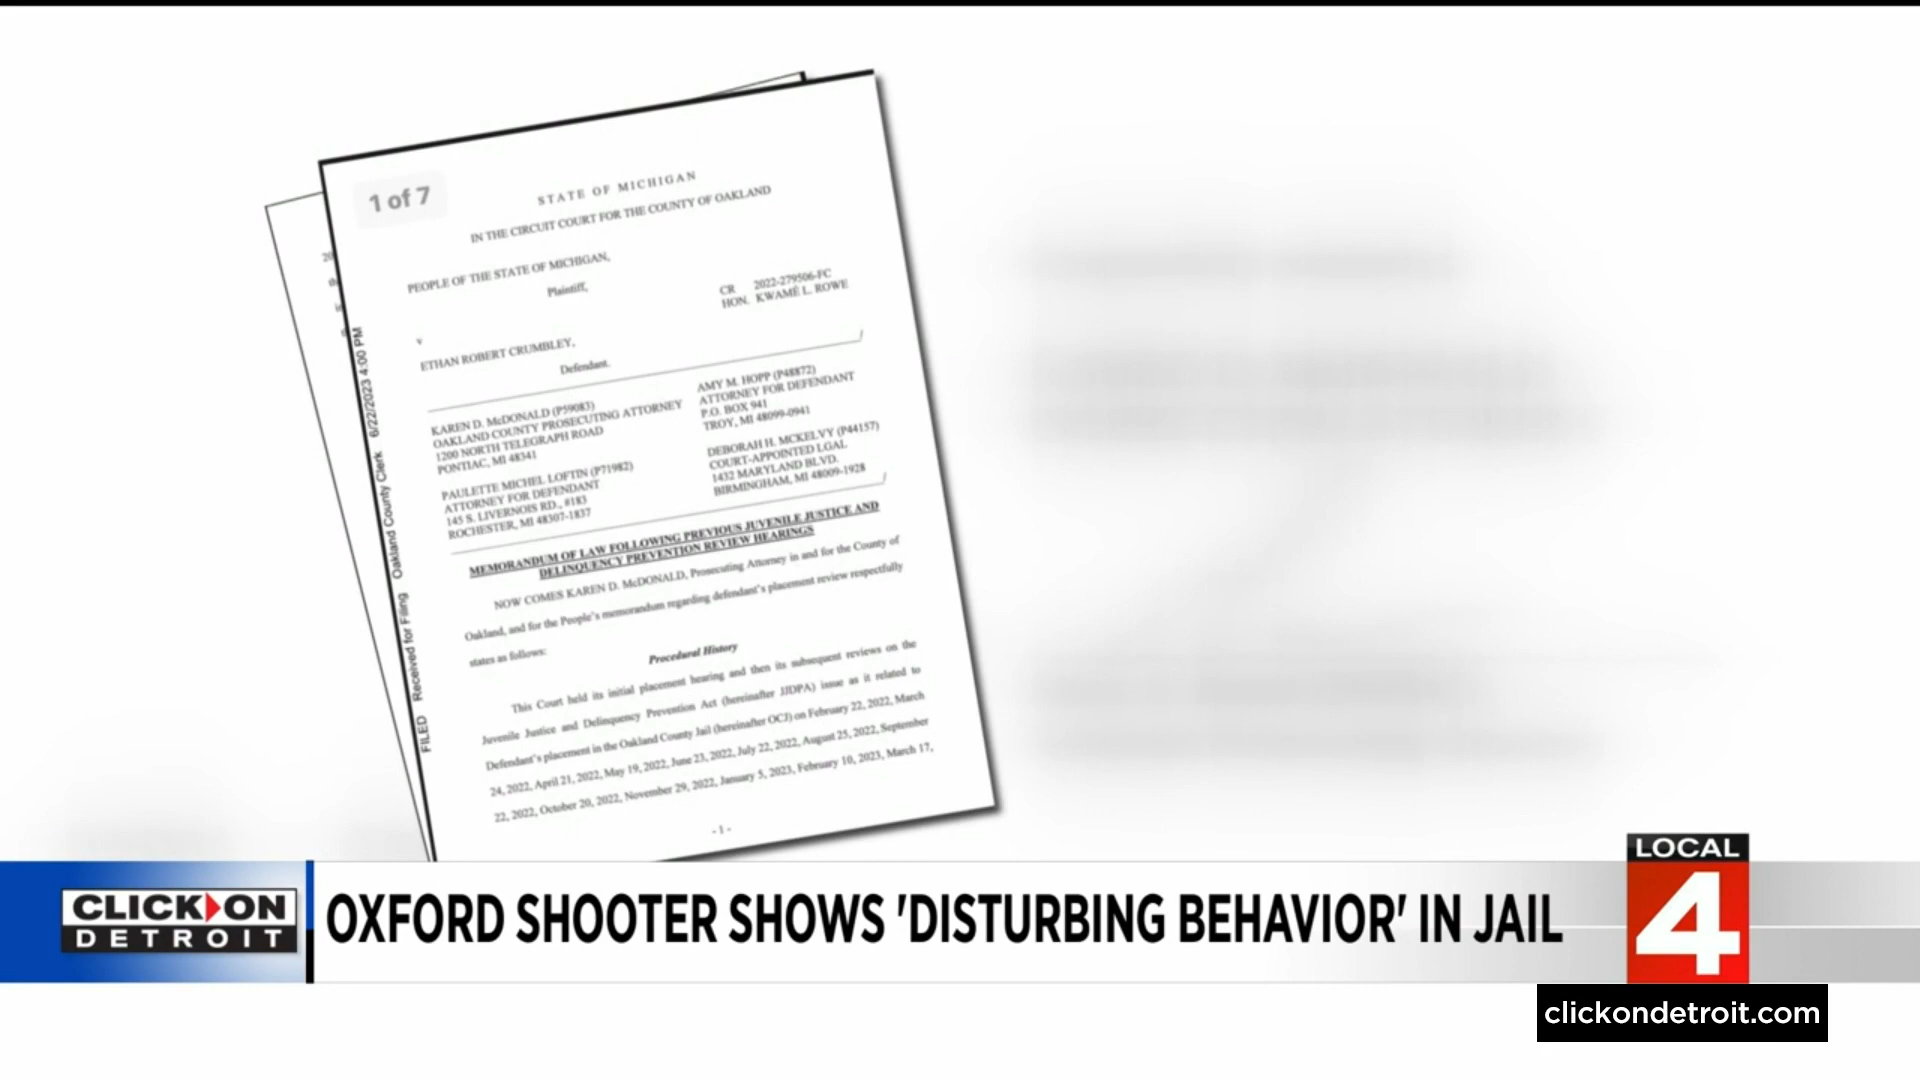 1 of 7
STATE OF MICHIGAN
IN THE CIRCUIT COURT FOR THE COUNTY OF OAKLAND
PEOPLE OF THE STATE OF MICHIGAN,
Plaintiff,
CR 2022-279506-FC
HON. KWAMÉ L. ROWE
v
ETHAN ROBERT CRUMBLEY,
Defendant.
/
KAREN D. McDONALD (P59083)
OAKLAND COUNTY PROSECUTING ATTORNEY
1200 NORTH TELEGRAPH ROAD
PONTIAC, MI 48341
AMY M. HOPP (P48872)
ATTORNEY FOR DEFENDANT
P.O. BOX 941
TROY, MI 48099-0941
PAULETTE MICHEL LOFTIN (P71982)
ATTORNEY FOR DEFENDANT
145 S. LIVERNOIS RD., #183
ROCHESTER, MI 48307-1837
DEBORAH H. MCKELVY (P44157)
COURT-APPOINTED LGAL
1432 MARYLAND BLVD.
BIRMINGHAM, MI 48009-1928
/
MEMORANDUM OF LAW FOLLOWING PREVIOUS JUVENILE JUSTICE AND
DELINQUENCY PREVENTION REVIEW HEARINGS
NOW COMES KAREN D. McDONALD, Prosecuting Attorney in and for the County of
Oakland, and for the People's memorandum regarding defendant's placement review respectfully
states as follows:
Procedural History
This Court held its initial placement hearing and then its subsequent reviews on the
Juvenile Justice and Delinquency Prevention Act (hereinafter JJDPA) issue as it related to
Defendant's placement in the Oakland County Jail (hereinafter OCJ) on February 22, 2022, March
24, 2022, April 21, 2022, May 19, 2022, June 23, 2022, July 22, 2022, August 25, 2022, September
22, 2022, October 20, 2022, November 29, 2022, January 5, 2023, February 10, 2023, March 17,
- 1 -
FILED Received for Filing Oakland County Clerk 6/22/2023 4:00 PM
CLICK ON
DETROIT
OXFORD SHOOTER SHOWS 'DISTURBING BEHAVIOR' IN JAIL
LOCAL
4
clickondetroit.com